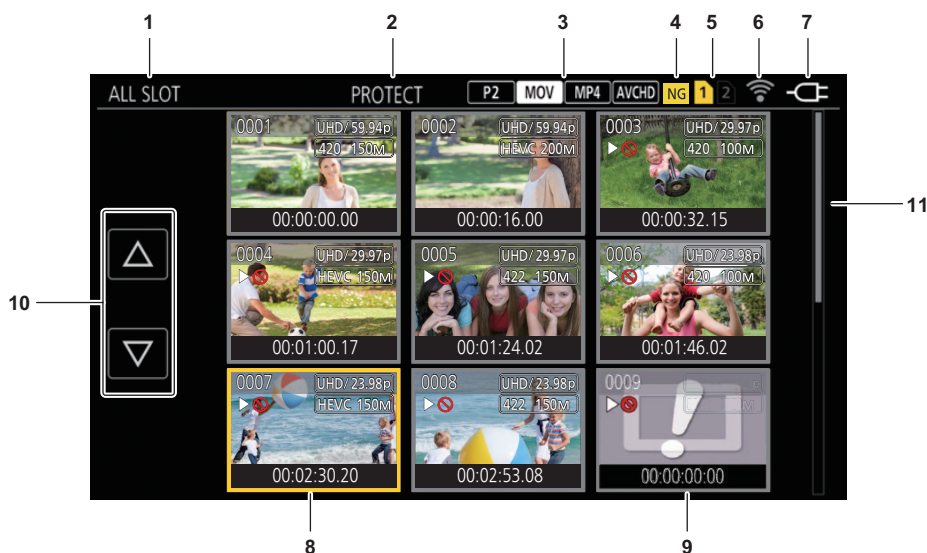 1 2 3 4 5 6 7
ALL SLOT PROTECT P2 MOV MP4 AVCHD NG 1 2
0001 UHD/59.94p
420 150M
00:00:00.00
0002 UHD/59.94p
HEVC 200M
00:00:16.00
0003 UHD/29.97p
420 100M
00:00:32.15
11
0004 UHD/29.97p
HEVC 150M
00:01:00.17
0005 UHD/29.97p
422 150M
00:01:24.02
0006 UHD/23.98p
420 100M
00:01:46.02
10
0007 UHD/23.98p
HEVC 150M
00:02:30.20
0008 UHD/23.98p
422 150M
00:02:53.08
0009
00:00:00:00
8 9